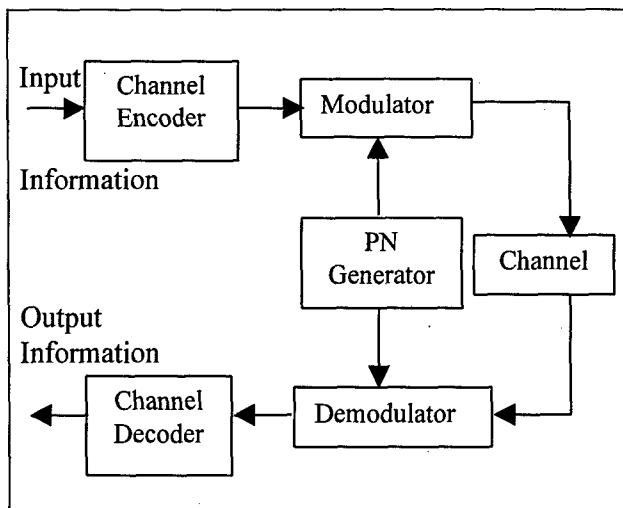 Input
Information
Channel
Encoder
Modulator
PN
Generator
Channel
Output
Information
Channel
Decoder
Demodulator